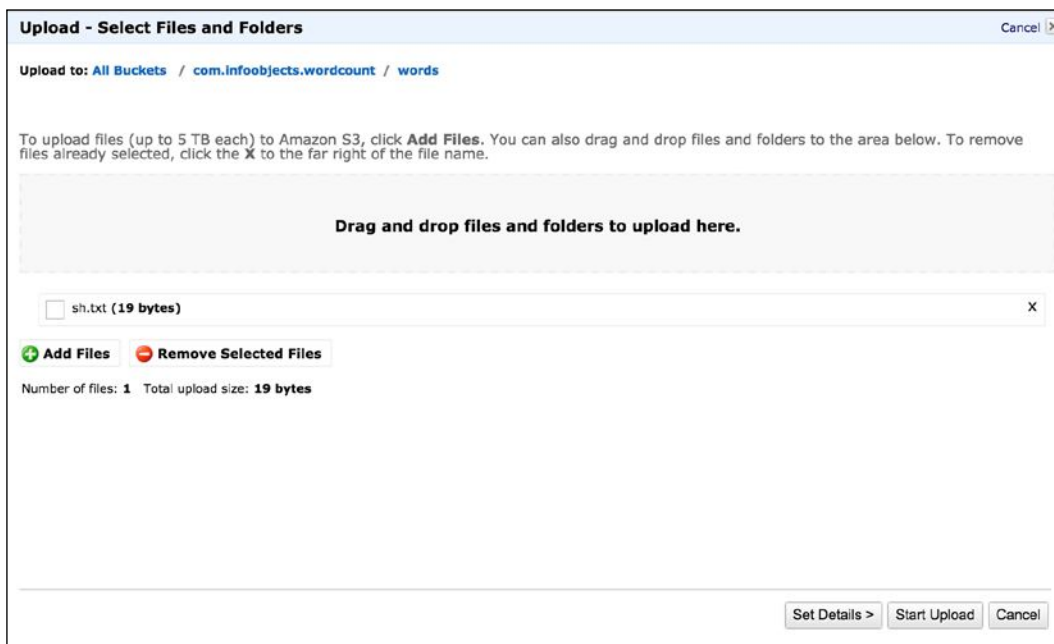 Upload - Select Files and Folders
Cancel X
Upload to: All Buckets / com.infoobjects.wordcount / words
To upload files (up to 5 TB each) to Amazon S3, click Add Files. You can also drag and drop files and folders to the area below. To remove
files already selected, click the X to the far right of the file name.
Drag and drop files and folders to upload here.
sh.txt (19 bytes)
X
Add Files
Remove Selected Files
Number of files: 1 Total upload size: 19 bytes
Set Details >
Start Upload
Cancel